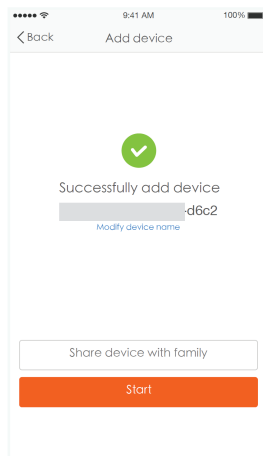 9:41 AM
100%
Back
Add device
Successfully add device
-d6c2
Modify device name
Share device with family
Start